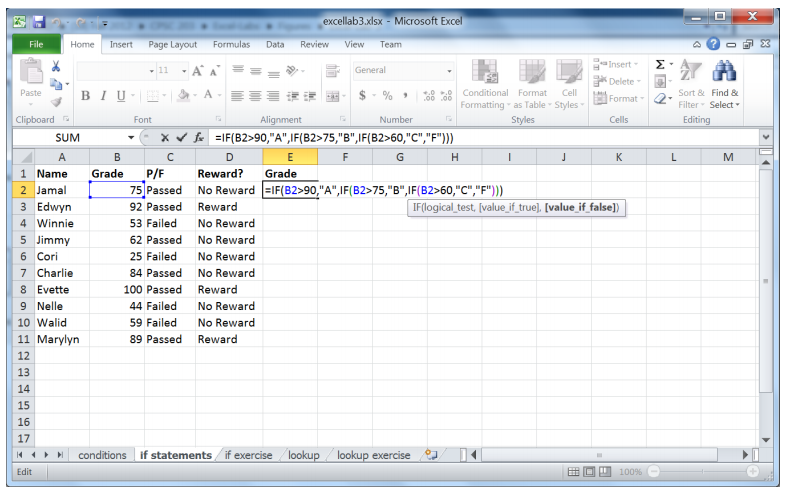 excellab3.xlsx - Microsoft Excel
File Home Insert Page Layout Formulas Data Review View Team
Paste
11 A A
General
Conditional Formatting
Format as Table
Cell Styles
Insert
Delete
Format
Sort & Filter
Find & Select
B I U A $ % , .00 .0
Clipboard Font Alignment Number Styles Cells Editing
SUM fx =IF(B2>90,"A",IF(B2>75,"B",IF(B2>60,"C","F")))
A B C D E F G H I J K L M
1 Name Grade P/F Reward? Grade
2 Jamal 75 Passed No Reward =IF(B2>90,"A",IF(B2>75,"B",IF(B2>60,"C","F")))
IF(logical_test, [value_if_true], [value_if_false])
3 Edwyn 92 Passed Reward
4 Winnie 53 Failed No Reward
5 Jimmy 62 Passed No Reward
6 Cori 25 Failed No Reward
7 Charlie 84 Passed No Reward
8 Evette 100 Passed Reward
9 Nelle 44 Failed No Reward
10 Walid 59 Failed No Reward
11 Marylyn 89 Passed Reward
12
13
14
15
16
17
conditions if statements if exercise lookup lookup exercise
Edit 100%